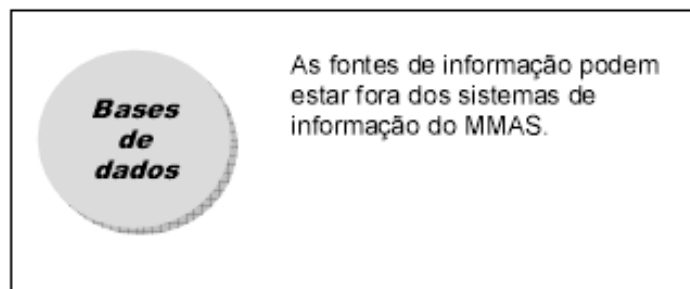 Bases
de
dados
As fontes de informação podem
estar fora dos sistemas de
informação do MMAS.